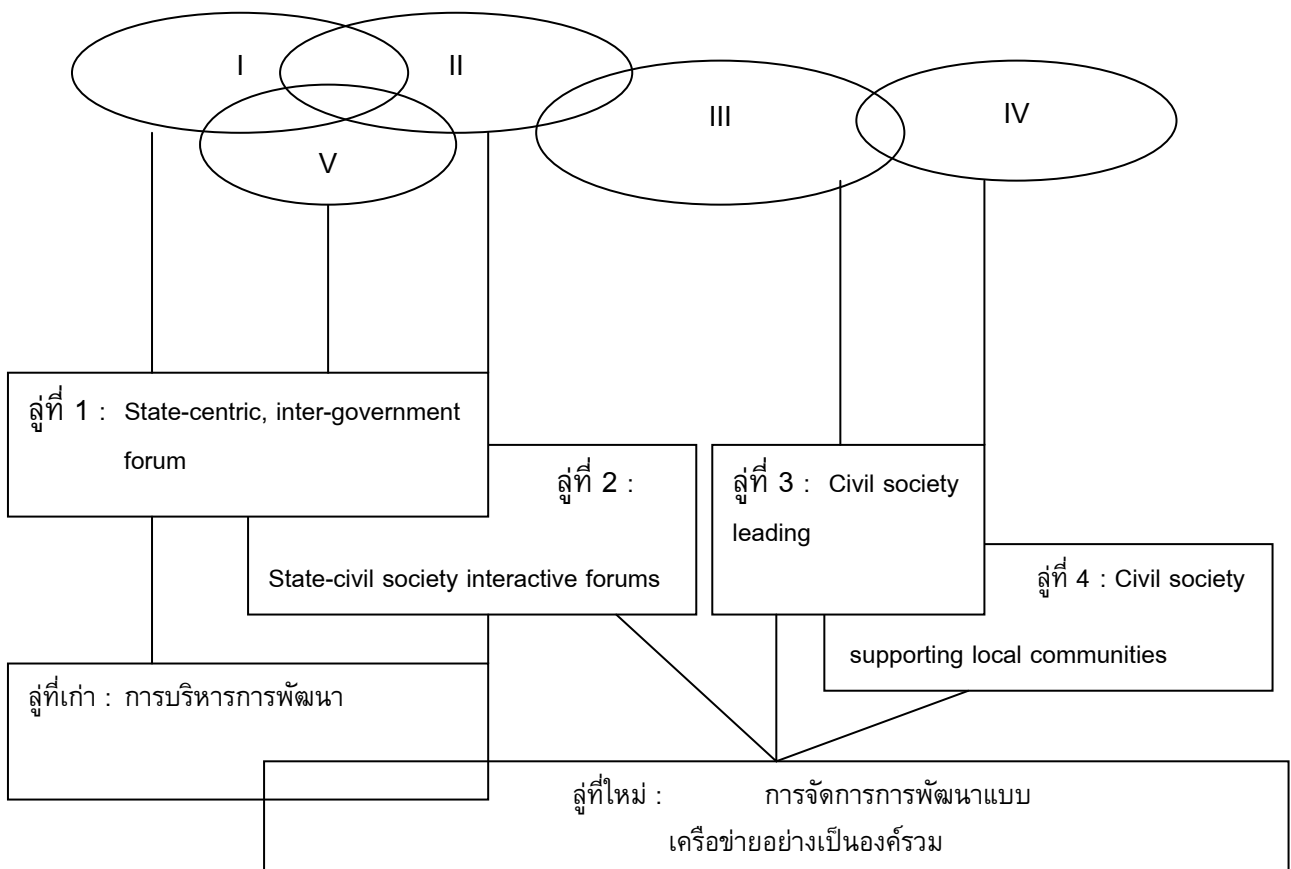 I
II
III
IV
V
ลู่ที่ 1 : State-centric, inter-government
forum
ลู่ที่ 2 :
State-civil society interactive forums
ลู่ที่ 3 : Civil society
leading
ลู่ที่ 4 : Civil society
supporting local communities
ลู่ที่เก่า : การบริหารการพัฒนา
ลู่ที่ใหม่ : การจัดการการพัฒนาแบบ
เครือข่ายอย่างเป็นองค์รวม